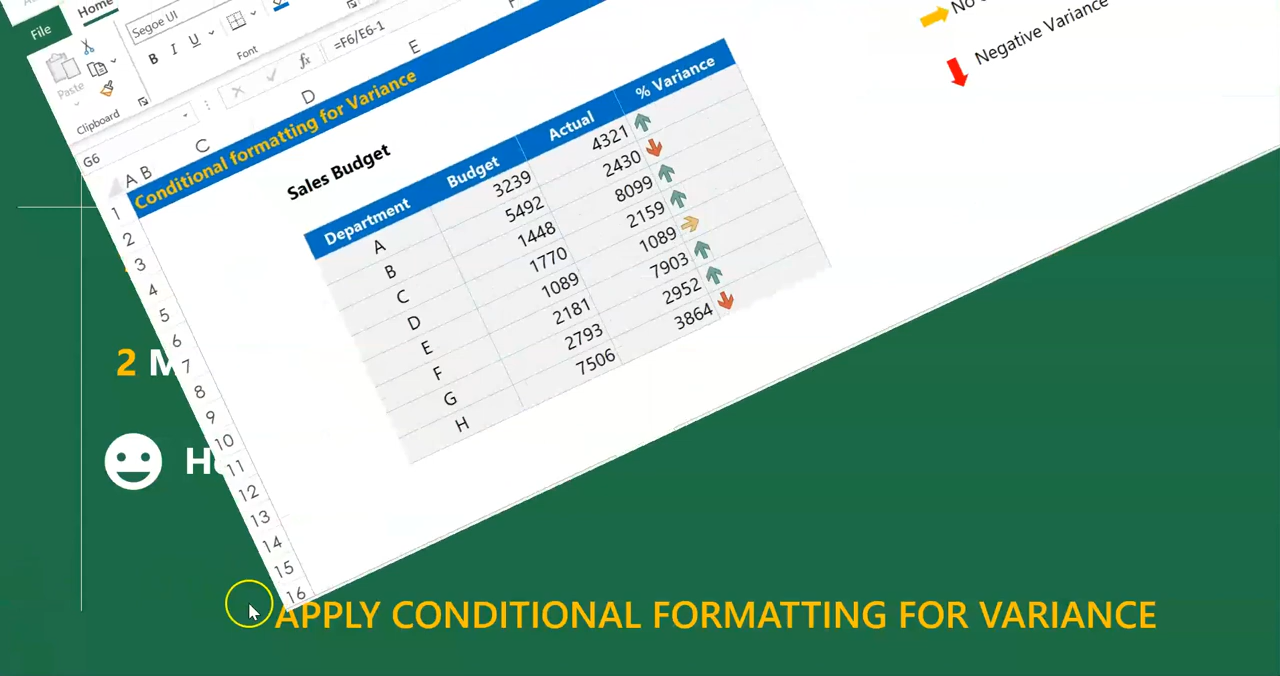 File
Home
Segoe UI
B I U
Paste
Clipboard
Font
G6
fx =F6/E6-1
A B C D E
Conditional formatting for Variance
Sales Budget
Department Budget Actual % Variance
A 3239 4321
B 5492 2430
C 1448 8099
D 1770 2159
E 1089 1089
F 2181 7903
G 2793 2952
H 7506 3864
1
2
3
4
5
6
7
8
9
10
11
12
13
14
15
16
No
Negative Variance
2 M
APPLY CONDITIONAL FORMATTING FOR VARIANCE